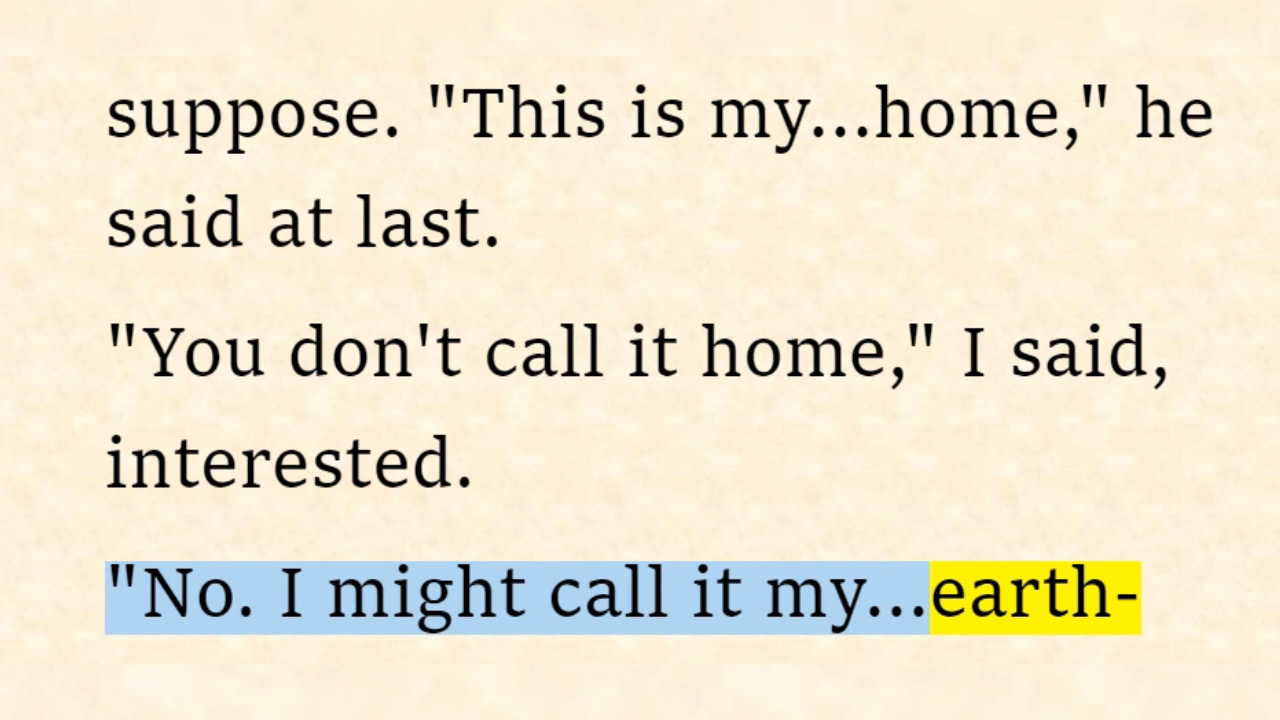 suppose. "This is my...home," he
said at last.
"You don't call it home," I said,
interested.
"No. I might call it my...earth-